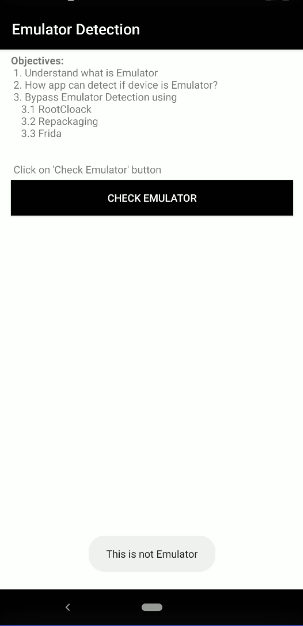 Emulator Detection
Objectives:
1. Understand what is Emulator
2. How app can detect if device is Emulator?
3. Bypass Emulator Detection using
3.1 RootCloack
3.2 Repackaging
3.3 Frida
Click on 'Check Emulator' button
CHECK EMULATOR
This is not Emulator